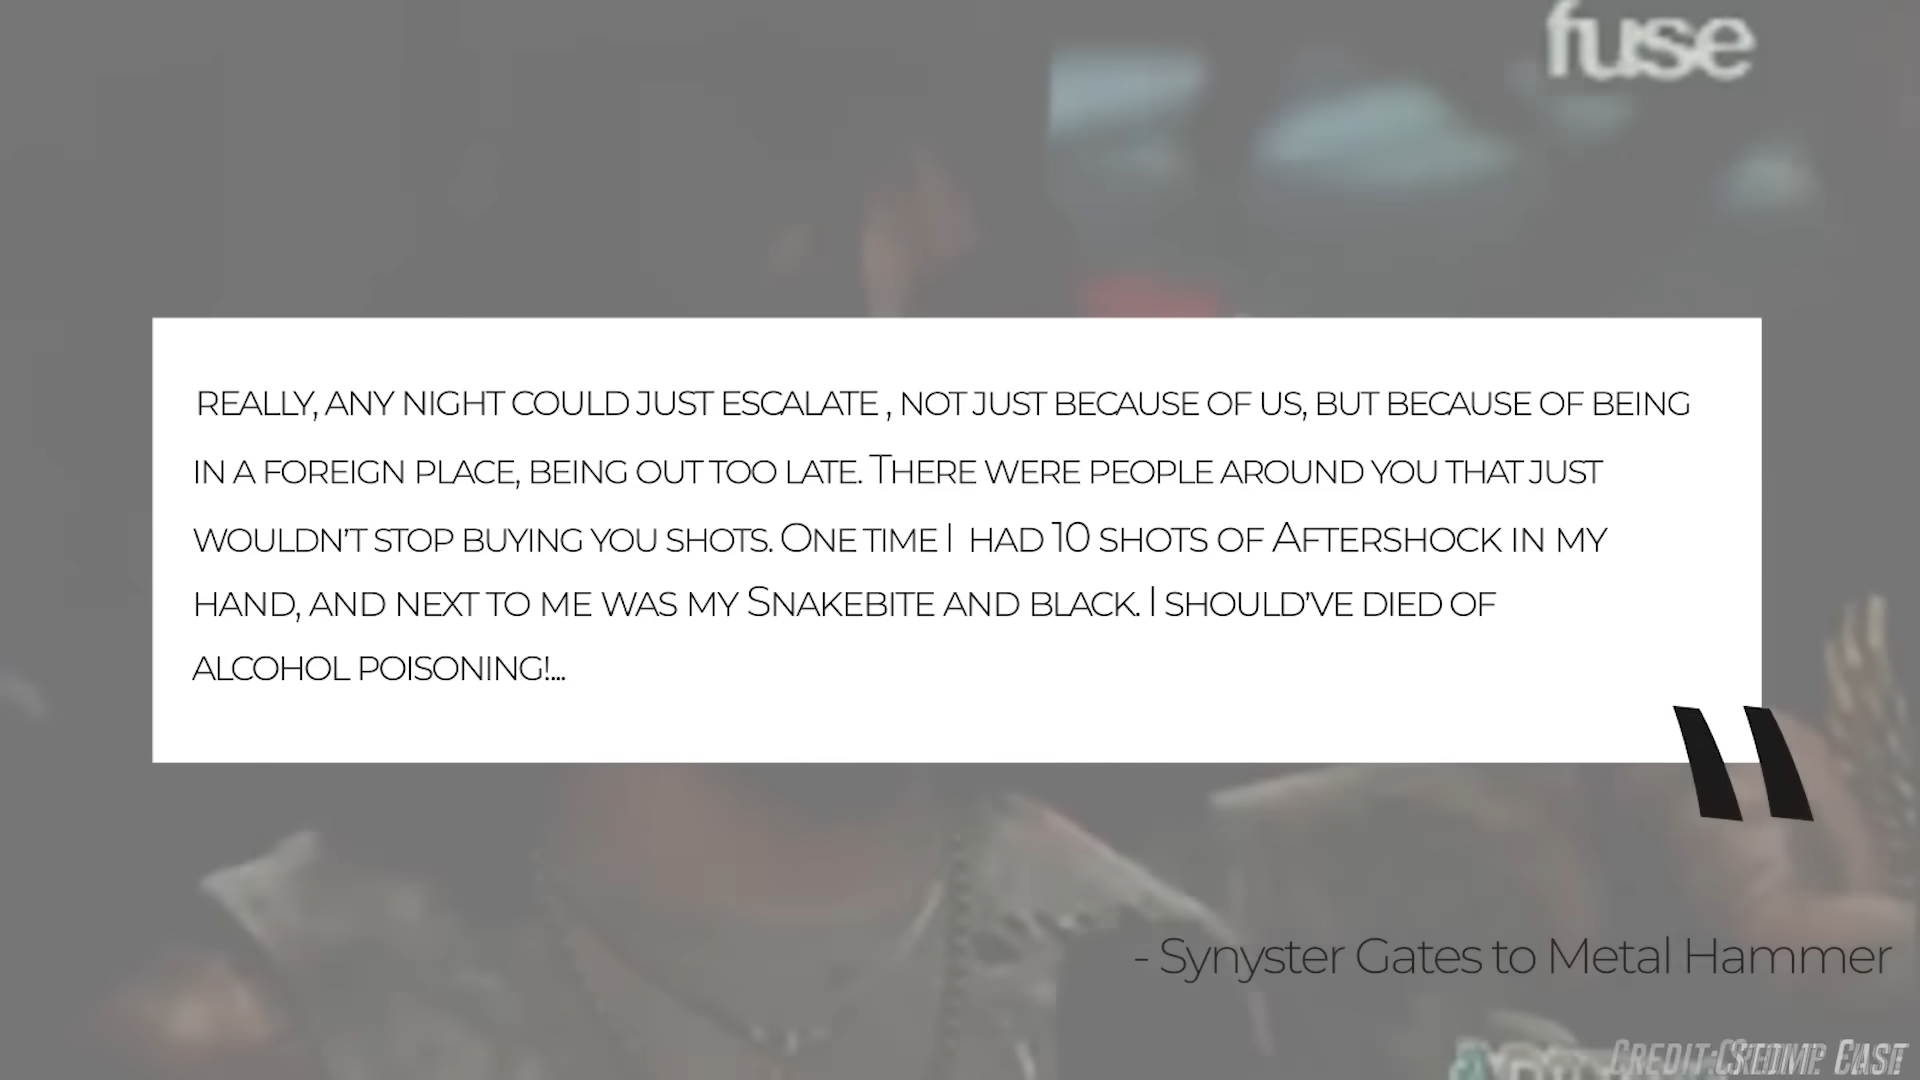 fuse
REALLY, ANY NIGHT COULD JUST ESCALATE , NOT JUST BECAUSE OF US, BUT BECAUSE OF BEING
IN A FOREIGN PLACE, BEING OUT TOO LATE. THERE WERE PEOPLE AROUND YOU THAT JUST
WOULDN'T STOP BUYING YOU SHOTS. ONE TIME I HAD 10 SHOTS OF AFTERSHOCK IN MY
HAND, AND NEXT TO ME WAS MY SNAKEBITE AND BLACK. I SHOULD'VE DIED OF
ALCOHOL POISONING!...
"
- Synyster Gates to Metal Hammer
CREDIT: